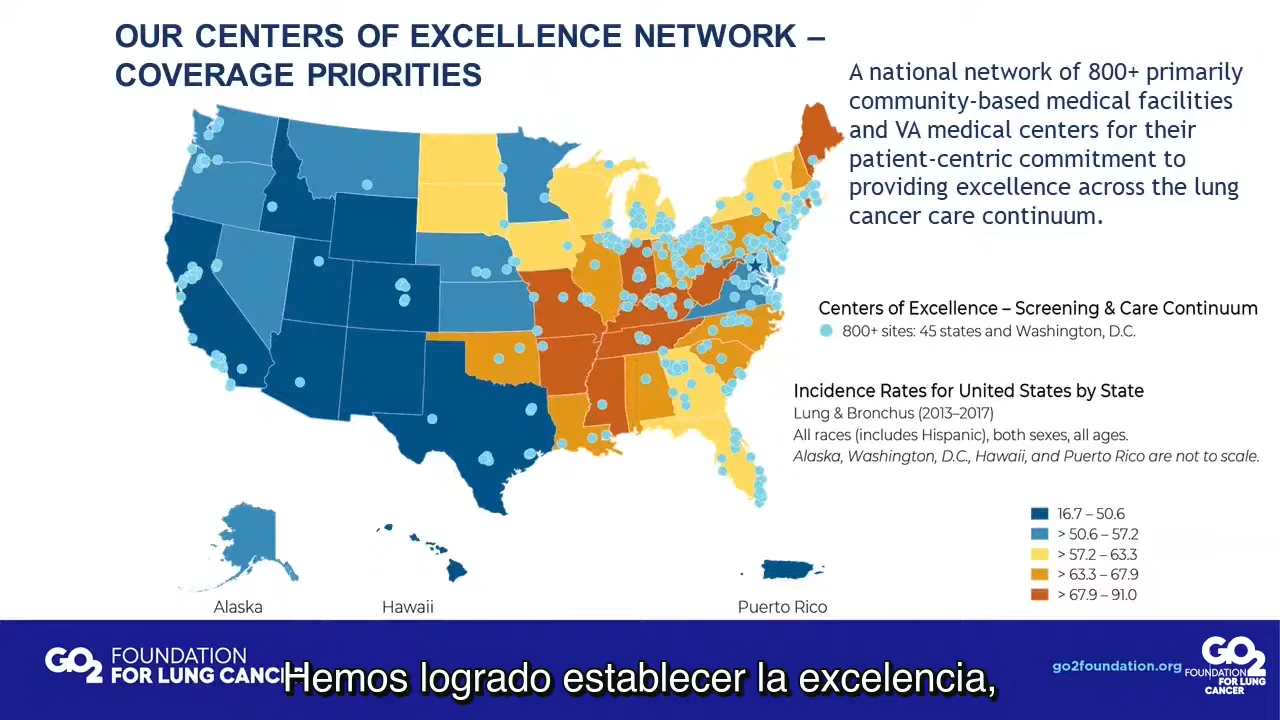 OUR CENTERS OF EXCELLENCE NETWORK –
COVERAGE PRIORITIES
A national network of 800+ primarily
community-based medical facilities
and VA medical centers for their
patient-centric commitment to
providing excellence across the lung
cancer care continuum.
Centers of Excellence – Screening & Care Continuum
800+ sites: 45 states and Washington, D.C.
Incidence Rates for United States by State
Lung & Bronchus (2013–2017)
All races (includes Hispanic), both sexes, all ages.
Alaska, Washington, D.C., Hawaii, and Puerto Rico are not to scale.
16.7 – 50.6
> 50.6 – 57.2
> 57.2 – 63.3
> 63.3 – 67.9
> 67.9 – 91.0
Alaska
Hawaii
Puerto Rico
GO2 FOUNDATION
FOR LUNG CANC
Hemos logrado establecer la excelencia,
go2foundation.org
GO2
FOUNDATION
FOR LUNG
CANCER